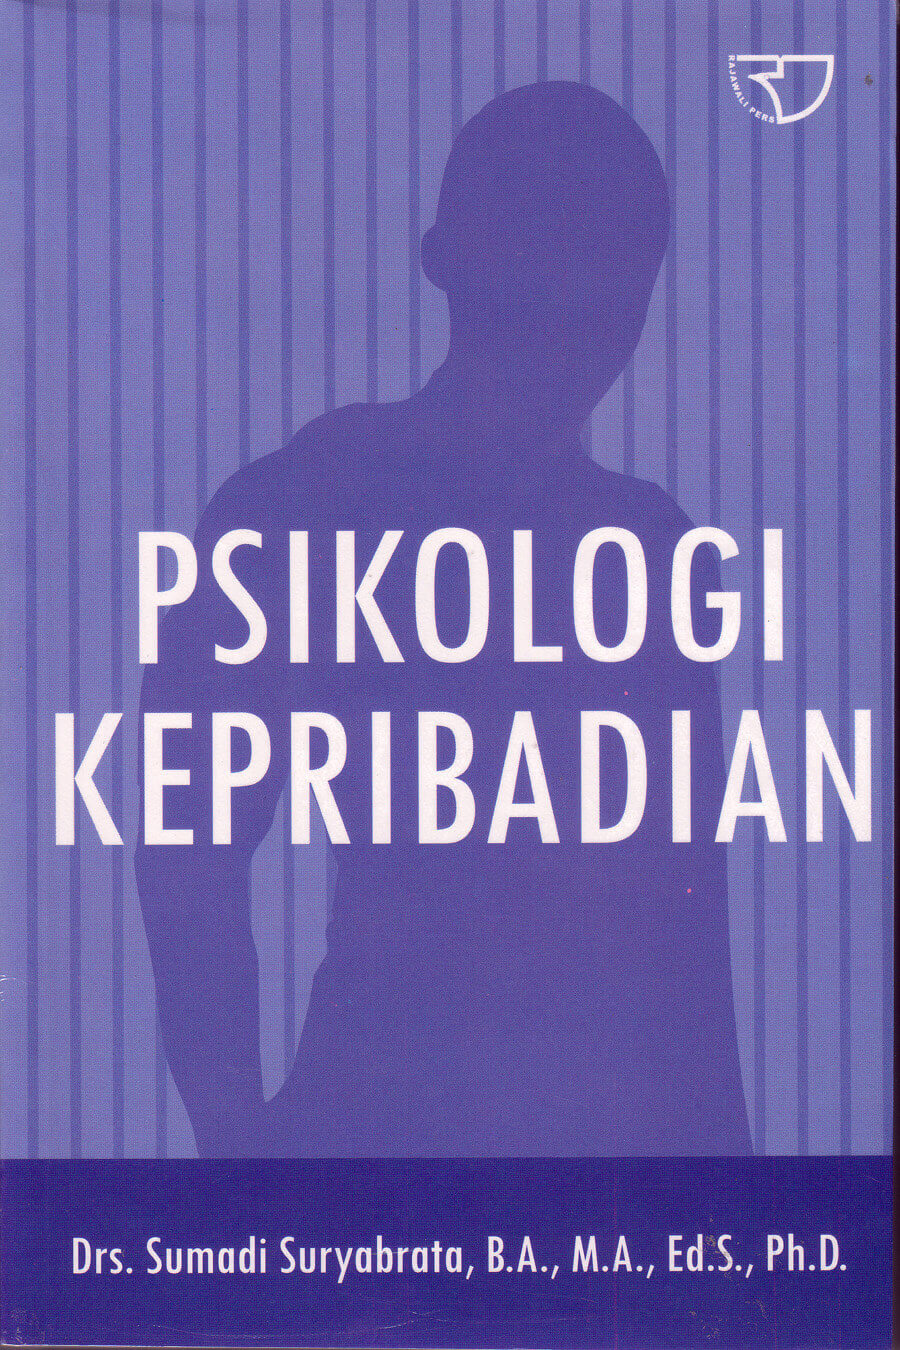 RAJAWALI PERS
PSIKOLOGI
KEPRIBADIAN
Drs. Sumadi Suryabrata, B.A., M.A., Ed.S., Ph.D.